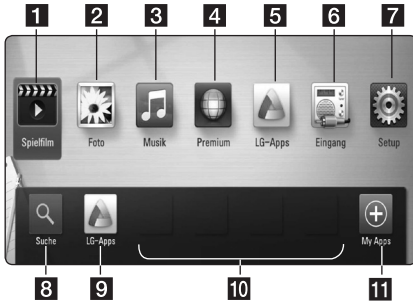 1 2 3 4 5 6 7
Spielfilm Foto Musik Premium LG-Apps Eingang Setup
Suche LG-Apps My Apps
8 9 10 11